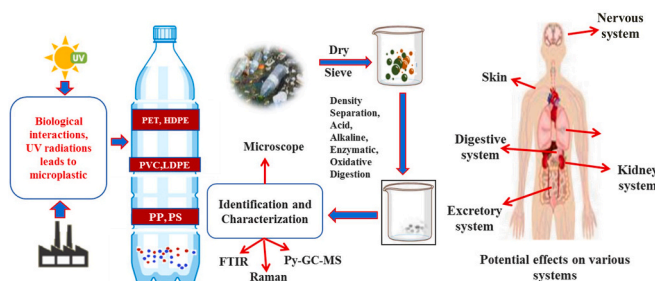 UV
Biological
interactions,
UV radiations
leads to
microplastic
PET, HDPE
PVC,LDPE
PP, PS
Dry
Sieve
Density
Separation,
Acid,
Alkaline,
Enzymatic,
Oxidative
Digestion
Microscope
Identification and
Characterization
FTIR
Raman
Py-GC-MS
Nervous
system
Skin
Digestive
system
Kidney
system
Excretory
system
Potential effects on various
systems